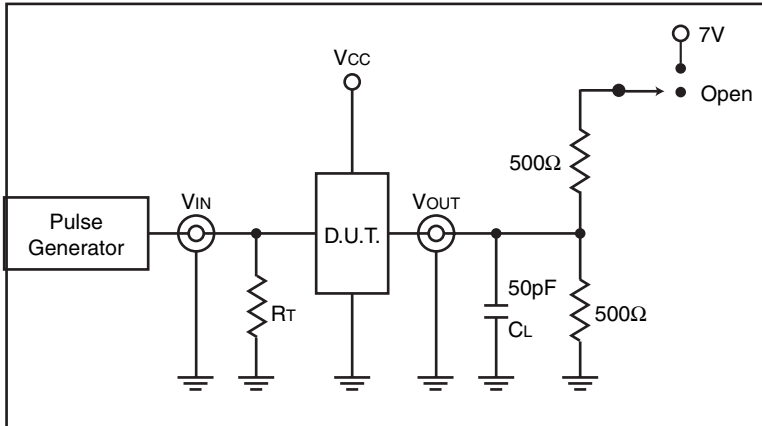 7V
Open
VCC
500Ω
VIN
VOUT
Pulse
Generator
D.U.T.
50pF
RT
CL
500Ω